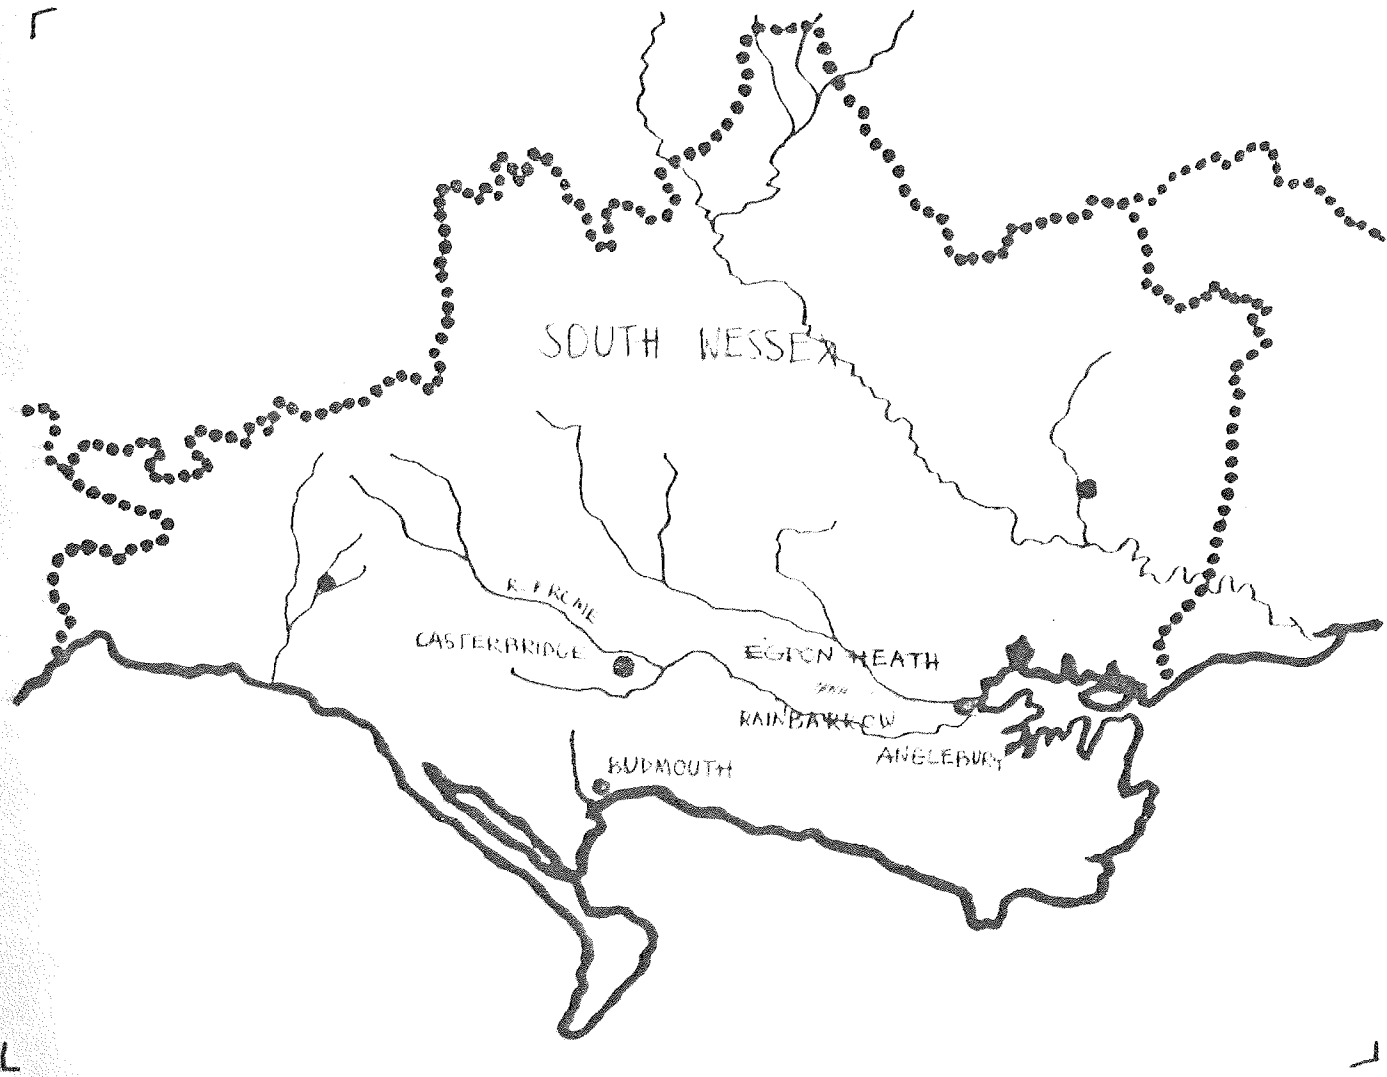 SOUTH WESSEX
R. FROME
CASTERBRIDGE
EGDON HEATH
RAINBARROW
ANGLEBURY
BUDMOUTH